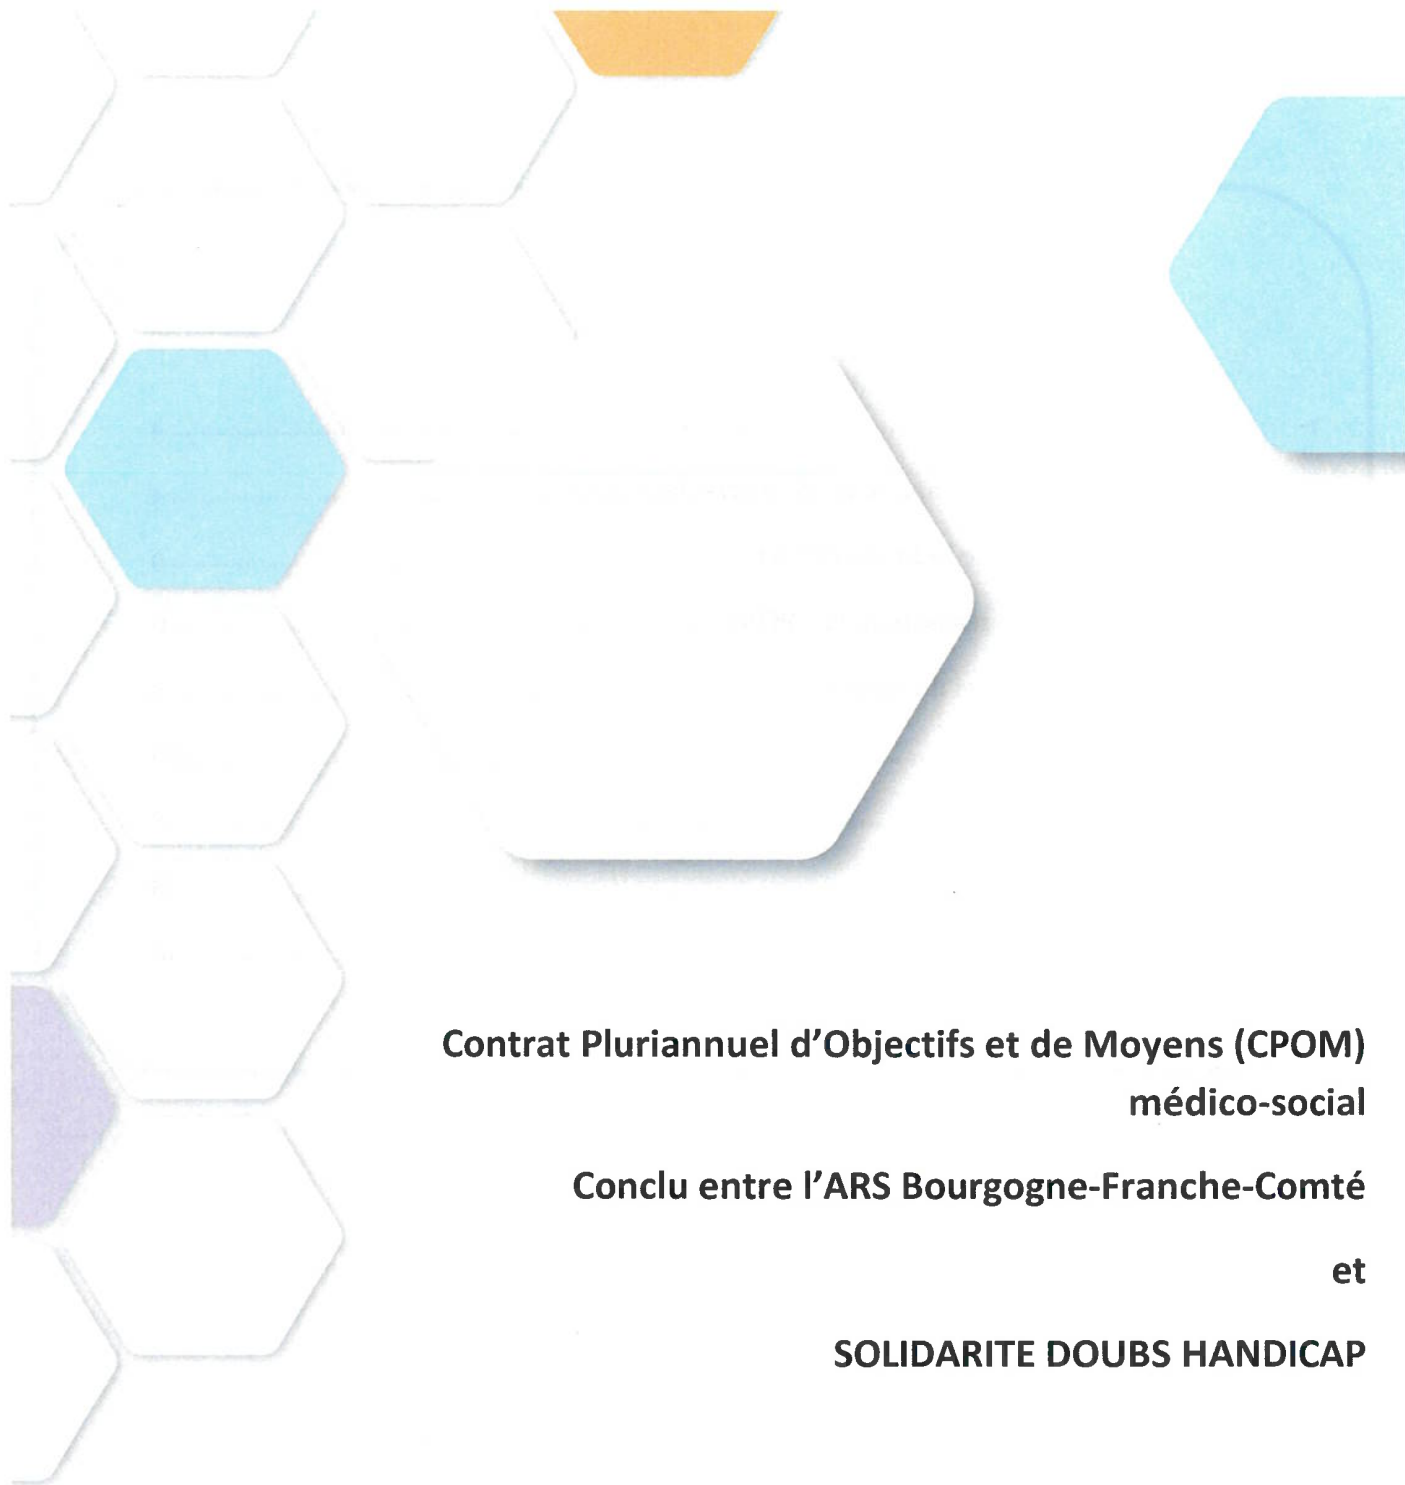 Contrat Pluriannuel d'Objectifs et de Moyens (CPOM)
médico-social
Conclu entre l'ARS Bourgogne-Franche-Comté
et
SOLIDARITE DOUBS HANDICAP